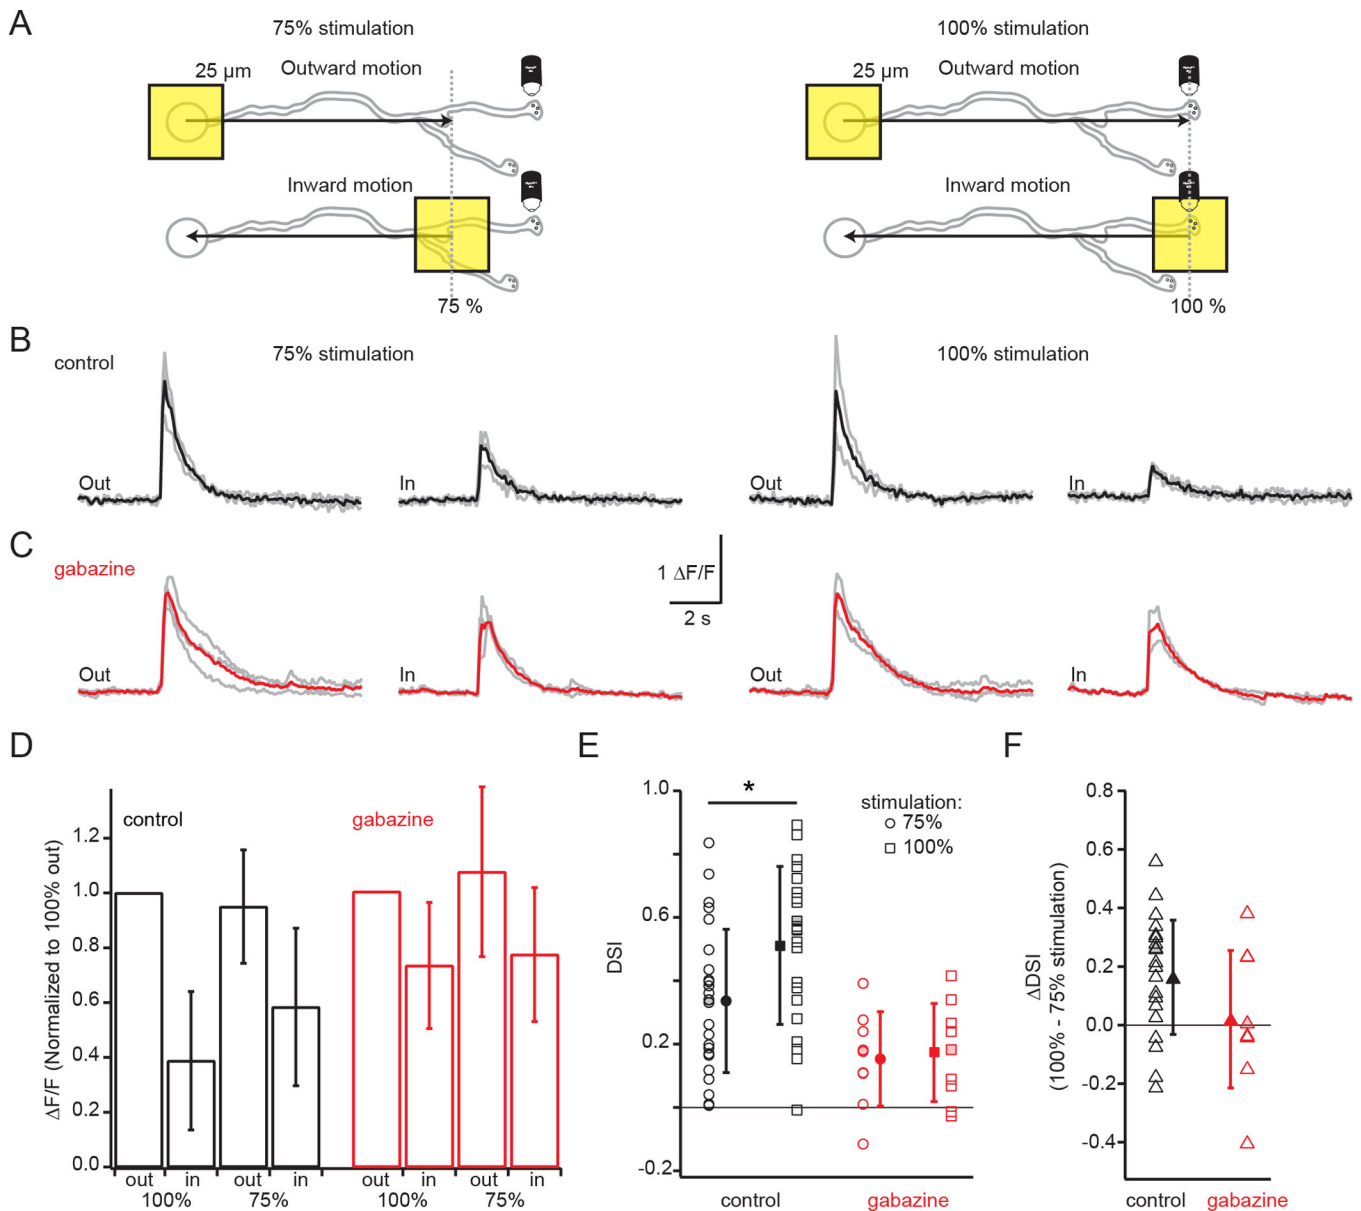 A
75% stimulation
100% stimulation
25 µm
Outward motion
25 µm
Outward motion
Inward motion
Inward motion
75 %
100 %
B
control
75% stimulation
100% stimulation
Out
In
Out
In
C
gabazine
1 ΔF/F
2 s
Out
In
Out
In
D
E
F
ΔF/F (Normalized to 100% out)
1.2
1.0
0.8
0.6
0.4
0.2
0.0
control
gabazine
out in out in out in out in
100% 75% 100% 75%
DSI
1.0
0.6
0.2
-0.2
*
stimulation:
75%
100%
control gabazine
ΔDSI
(100% - 75% stimulation)
0.8
0.6
0.4
0.2
0.0
-0.2
-0.4
control gabazine